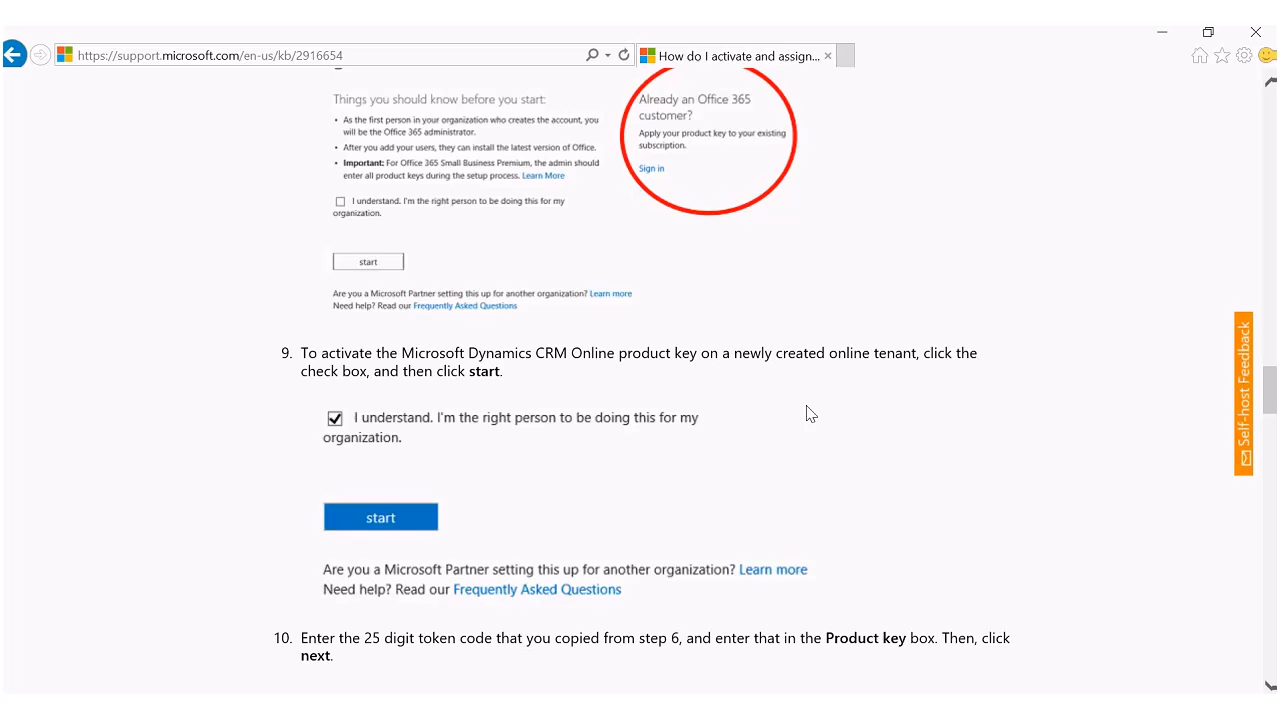 https://support.microsoft.com/en-us/kb/2916654
How do I activate and assign...
Things you should know before you start:
• As the first person in your organization who creates the account, you
will be the Office 365 administrator.
• After you add your users, they can install the latest version of Office.
• Important: For Office 365 Small Business Premium, the admin should
enter all product keys during the setup process. Learn More
I understand. I'm the right person to be doing this for my
organization.
start
Are you a Microsoft Partner setting this up for another organization? Learn more
Need help? Read our Frequently Asked Questions
Already an Office 365
customer?
Apply your product key to your existing
subscription.
Sign in
9. To activate the Microsoft Dynamics CRM Online product key on a newly created online tenant, click the
check box, and then click start.
I understand. I'm the right person to be doing this for my
organization.
start
Are you a Microsoft Partner setting this up for another organization? Learn more
Need help? Read our Frequently Asked Questions
10. Enter the 25 digit token code that you copied from step 6, and enter that in the Product key box. Then, click
next.
Self-host Feedback